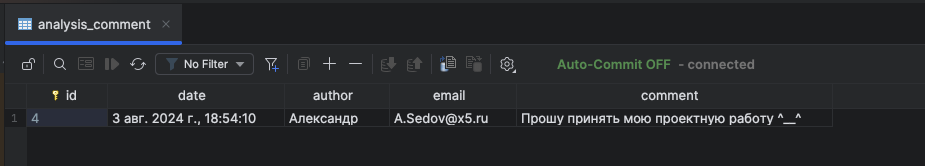 analysis_comment
No Filter
Auto-Commit OFF - connected
id date author email comment
1 4 3 авг. 2024 г., 18:54:10 Александр A.Sedov@x5.ru Прошу принять мою проектную работу ^__^